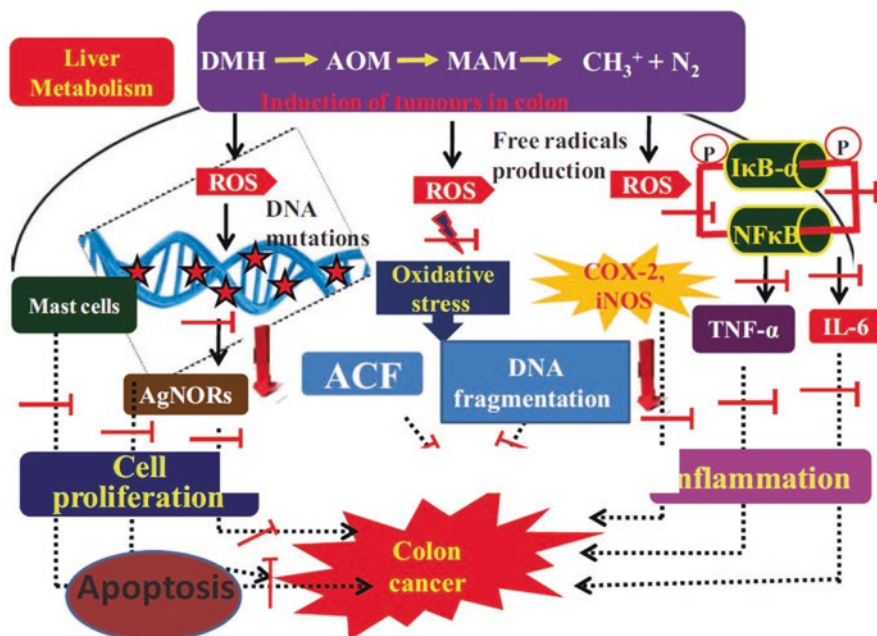 Liver
Metabolism
DMH AOM MAM CH₃⁺ + N₂
Induction of tumours in colon
Free radicals
production
ROS
ROS
ROS
P
P
IκB-α
NFκB
DNA
mutations
Mast cells
Oxidative
stress
COX-2,
iNOS
TNF-α
IL-6
AgNORs
ACF
DNA
fragmentation
Cell
proliferation
nflammation
Colon
cancer
Apoptosis